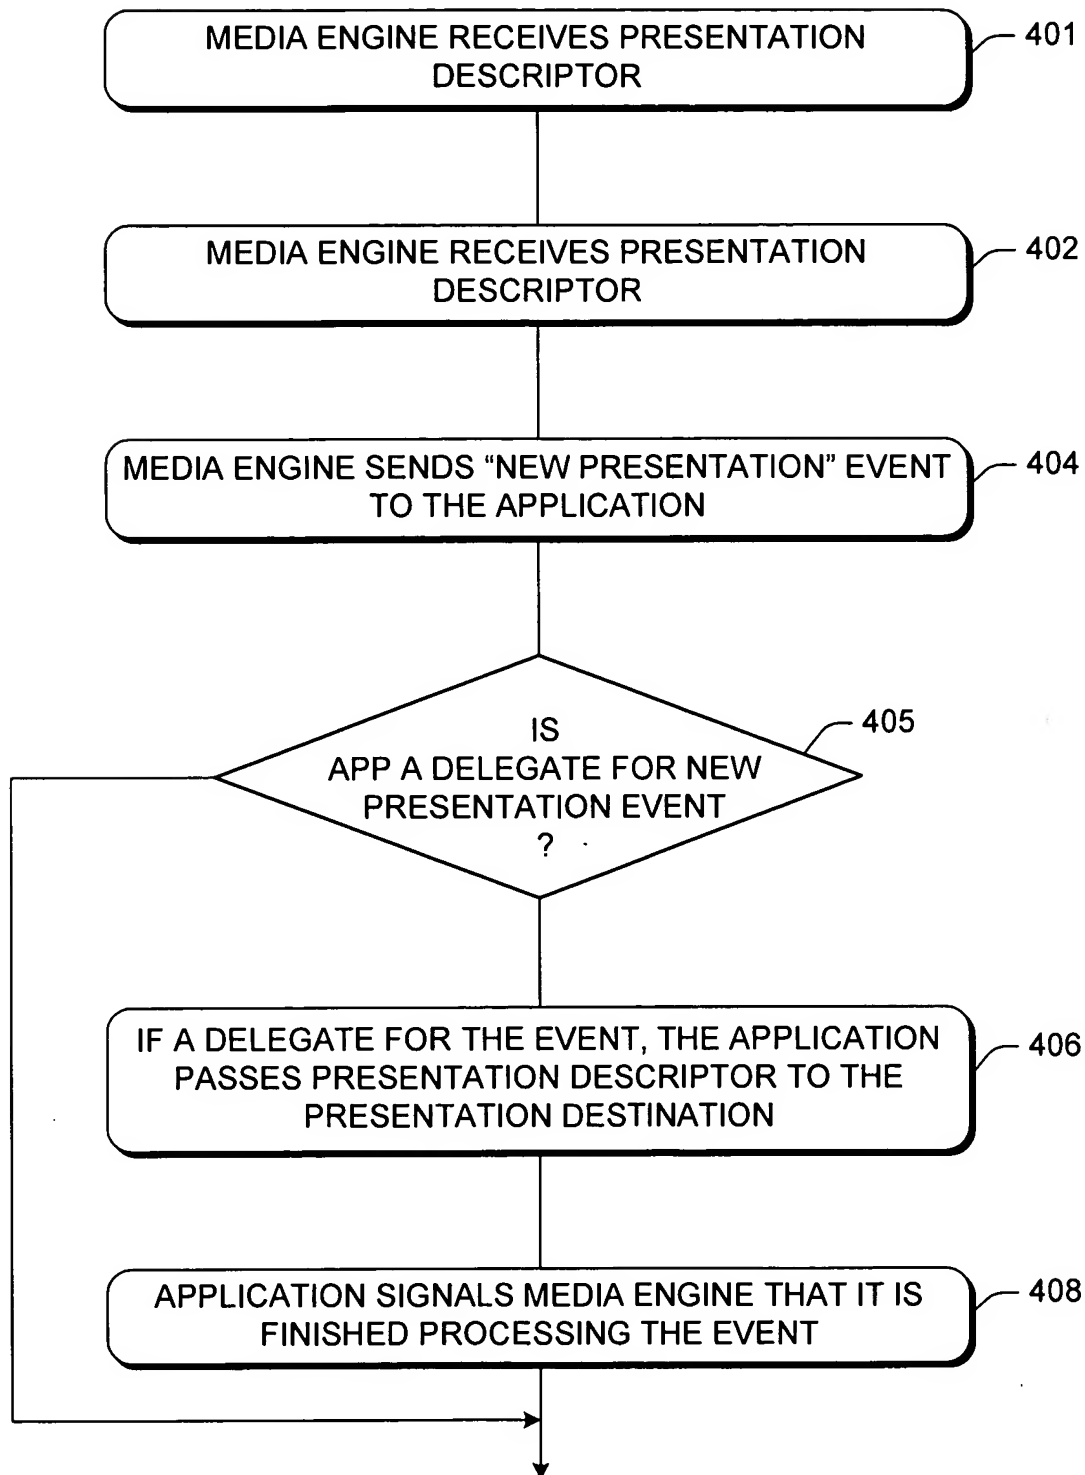 MEDIA ENGINE RECEIVES PRESENTATION
DESCRIPTOR
401
MEDIA ENGINE RECEIVES PRESENTATION
DESCRIPTOR
402
MEDIA ENGINE SENDS “NEW PRESENTATION” EVENT
TO THE APPLICATION
404
IS
APP A DELEGATE FOR NEW
PRESENTATION EVENT
?
405
IF A DELEGATE FOR THE EVENT, THE APPLICATION
PASSES PRESENTATION DESCRIPTOR TO THE
PRESENTATION DESTINATION
406
APPLICATION SIGNALS MEDIA ENGINE THAT IT IS
FINISHED PROCESSING THE EVENT
408